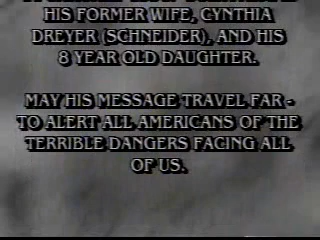 HIS FORMER WIFE, CYNTHIA
DREYER (SCHNEIDER), AND HIS
8 YEAR OLD DAUGHTER.
MAY HIS MESSAGE TRAVEL FAR -
TO ALERT ALL AMERICANS OF THE
TERRIBLE DANGERS FACING ALL
OF US.